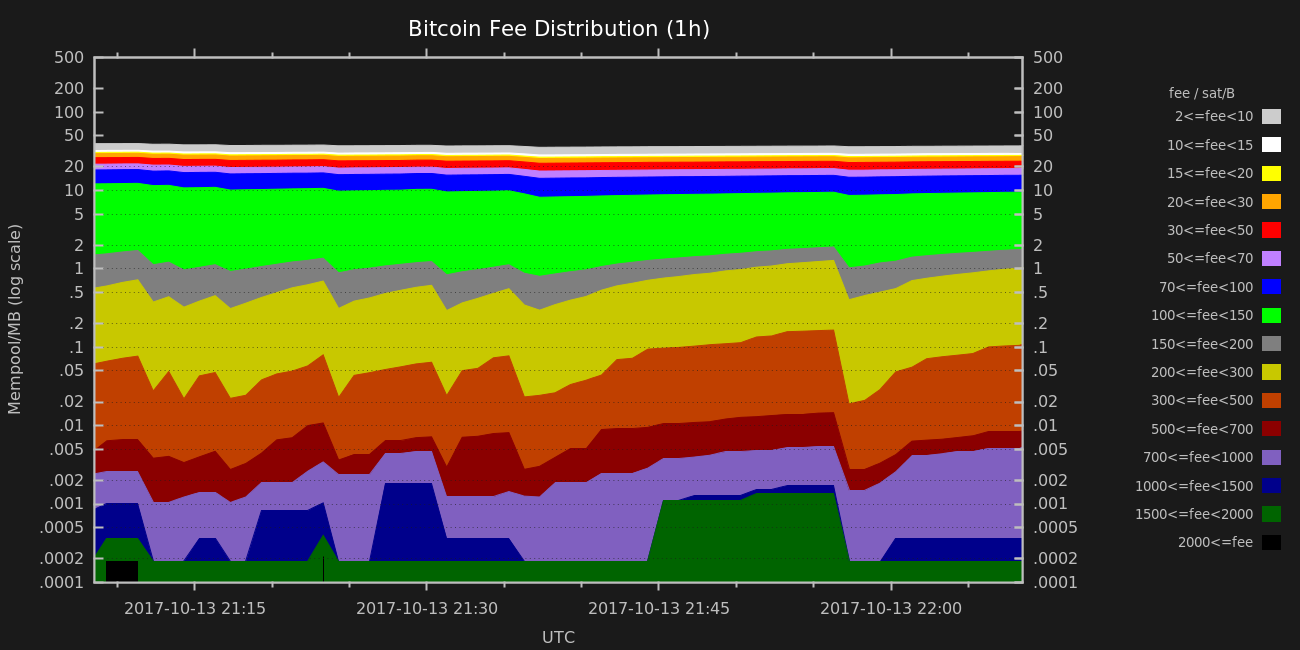 Bitcoin Fee Distribution (1h)
Mempool/MB (log scale)
500
200
100
50
20
10
5
2
1
.5
.2
.1
.05
.02
.01
.005
.002
.001
.0005
.0002
.0001
500
200
100
50
20
10
5
2
1
.5
.2
.1
.05
.02
.01
.005
.002
.001
.0005
.0002
.0001
2017-10-13 21:15
2017-10-13 21:30
2017-10-13 21:45
2017-10-13 22:00
UTC
fee / sat/B
2<=fee<10
10<=fee<15
15<=fee<20
20<=fee<30
30<=fee<50
50<=fee<70
70<=fee<100
100<=fee<150
150<=fee<200
200<=fee<300
300<=fee<500
500<=fee<700
700<=fee<1000
1000<=fee<1500
1500<=fee<2000
2000<=fee